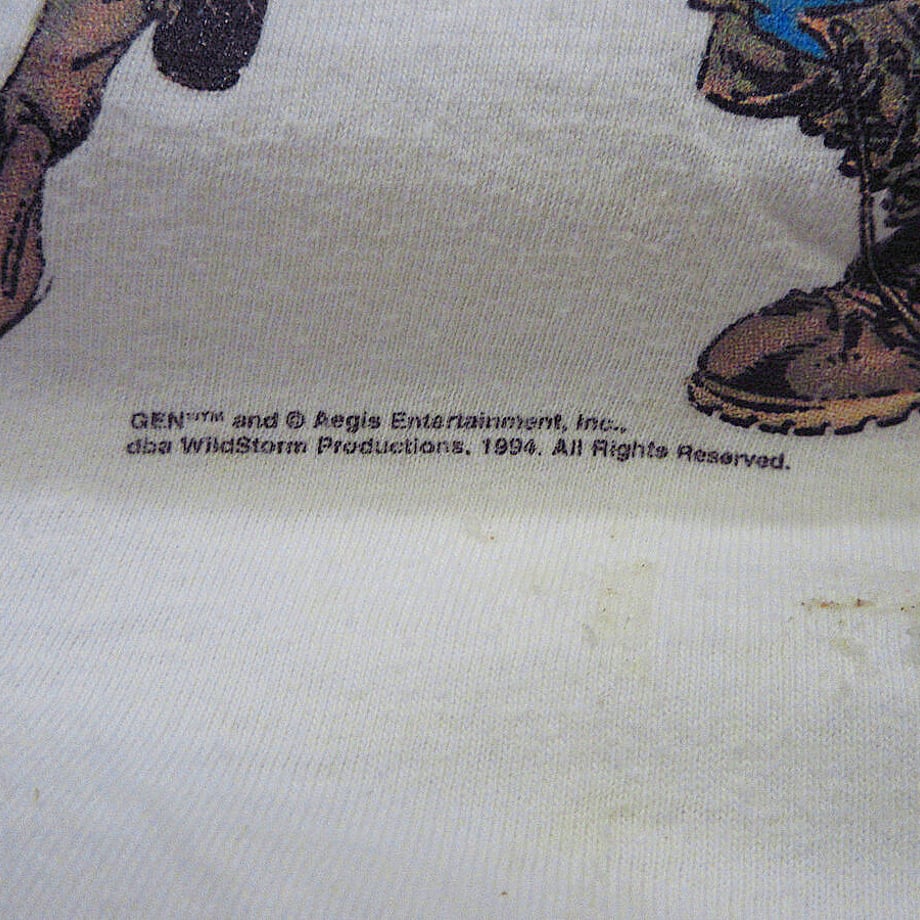 GEN¹³™ and © Aegis Entertainment, Inc.,
dba WildStorm Productions, 1994. All Rights Reserved.